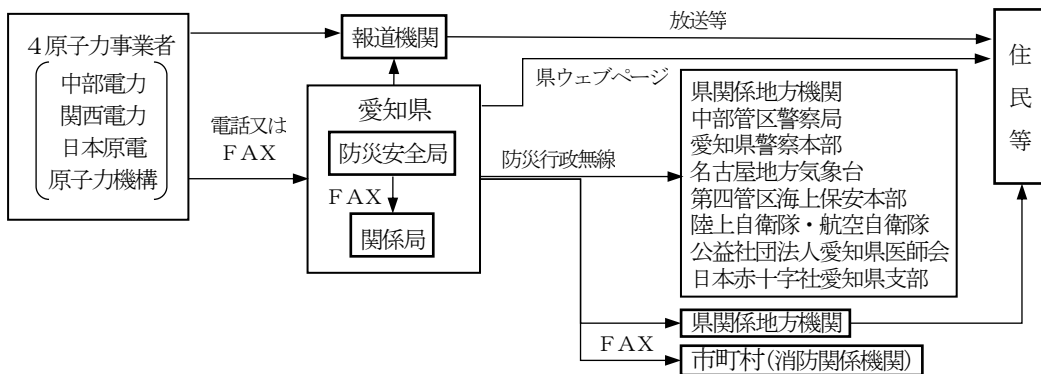 ４原子力事業者
中部電力
関西電力
日本原電
原子力機構
電話又は
ＦＡＸ
報道機関
愛知県
防災安全局
ＦＡＸ
関係局
放送等
県ウェブページ
防災行政無線
県関係地方機関
中部管区警察局
愛知県警察本部
名古屋地方気象台
第四管区海上保安本部
陸上自衛隊・航空自衛隊
公益社団法人愛知県医師会
日本赤十字社愛知県支部
ＦＡＸ
県関係地方機関
市町村(消防関係機関)
住民等